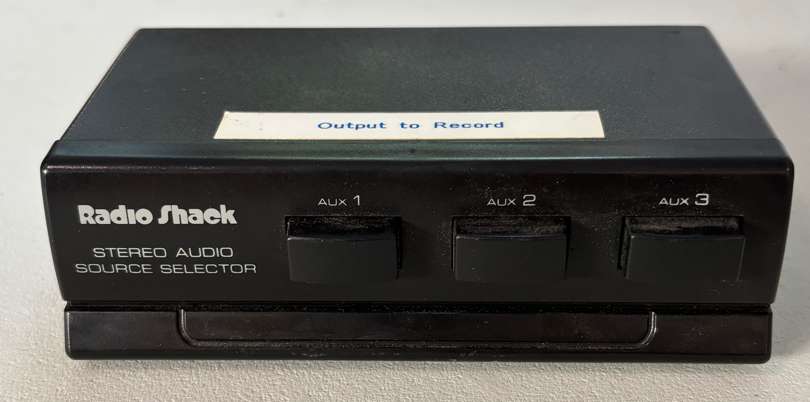 Output to Record
Radio Shack
STEREO AUDIO
SOURCE SELECTOR
AUX 1
AUX 2
AUX 3